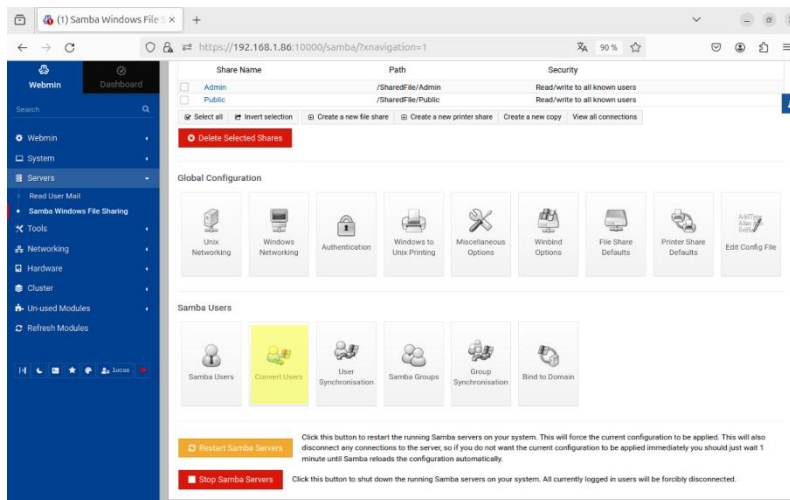 (1) Samba Windows File S
https://192.168.1.86:10000/samba/?xnavigation=1
90 %
Webmin
Dashboard
Search
Webmin
System
Servers
Read User Mail
Samba Windows File Sharing
Tools
Networking
Hardware
Cluster
Un-used Modules
Refresh Modules
lucas
Share Name Path Security
Admin /SharedFile/Admin Read/write to all known users
Public /SharedFile/Public Read/write to all known users
Select all Invert selection Create a new file share Create a new printer share Create a new copy View all connections
Delete Selected Shares
Global Configuration
Unix Networking
Windows Networking
Authentication
Windows to Unix Printing
Miscellaneous Options
Winbind Options
File Share Defaults
Printer Share Defaults
Edit Config File
Samba Users
Samba Users
Convert Users
User Synchronisation
Samba Groups
Group Synchronisation
Bind to Domain
Restart Samba Servers
Click this button to restart the running Samba servers on your system. This will force the current configuration to be applied. This will also
disconnect any connections to the server, so if you do not want the current configuration to be applied immediately you should just wait 1
minute until Samba reloads the configuration automatically.
Stop Samba Servers
Click this button to shut down the running Samba servers on your system. All currently logged in users will be forcibly disconnected.